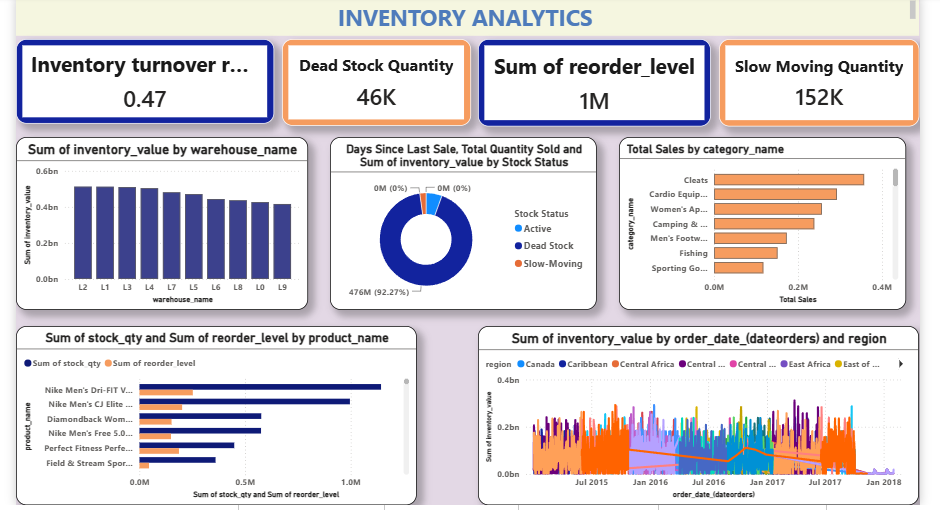 INVENTORY ANALYTICS
Inventory turnover r...
0.47
Dead Stock Quantity
46K
Sum of reorder_level
1M
Slow Moving Quantity
152K
Sum of inventory_value by warehouse_name
Sum of inventory_value
0.6bn
0.4bn
0.2bn
0.0bn
L2 L1 L3 L4 L7 L5 L6 L8 L0 L9
warehouse_name
Days Since Last Sale, Total Quantity Sold and
Sum of inventory_value by Stock Status
0M (0%) 0M (0%)
476M (92.27%)
Stock Status
Active
Dead Stock
Slow-Moving
Total Sales by category_name
category_name
Cleats
Cardio Equip...
Women's Ap...
Camping & ...
Men's Footw...
Fishing
Sporting Go...
0.0M 0.2M 0.4M
Total Sales
Sum of stock_qty and Sum of reorder_level by product_name
Sum of stock_qty Sum of reorder_level
product_name
Nike Men's Dri-FIT V...
Nike Men's CJ Elite ...
Diamondback Wom...
Nike Men's Free 5.0...
Perfect Fitness Perfe...
Field & Stream Spor...
0.0M 0.5M 1.0M
Sum of stock_qty and Sum of reorder_level
Sum of inventory_value by order_date_(dateorders) and region
region Canada Caribbean Central Africa Central ... Central ... East Africa East of ...
Sum of inventory_value
0.4bn
0.2bn
0.0bn
Jul 2015 Jan 2016 Jul 2016 Jan 2017 Jul 2017 Jan 2018
order_date_(dateorders)